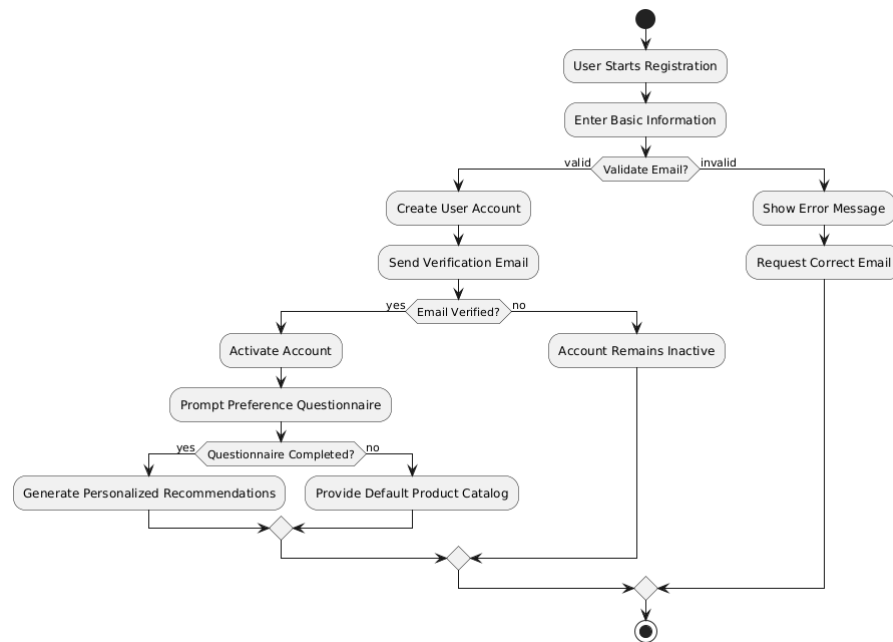 User Starts Registration
Enter Basic Information
valid
Validate Email?
invalid
Create User Account
Show Error Message
Send Verification Email
Request Correct Email
yes
Email Verified?
no
Activate Account
Account Remains Inactive
Prompt Preference Questionnaire
yes
Questionnaire Completed?
no
Generate Personalized Recommendations
Provide Default Product Catalog